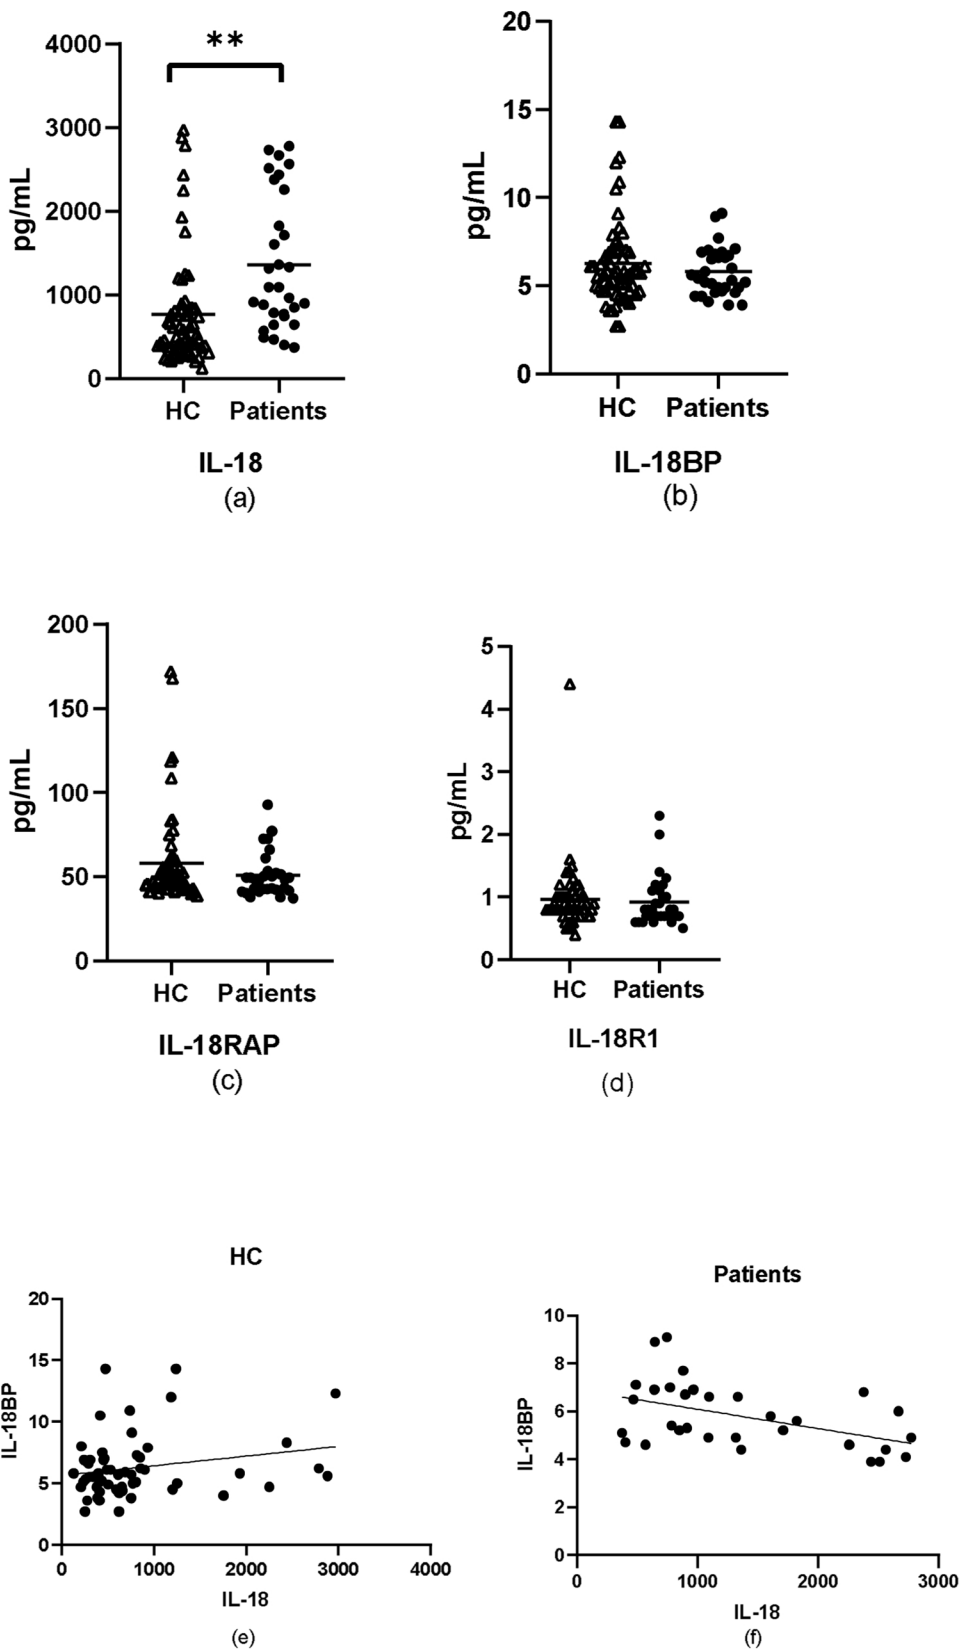 **
4000
3000
2000
1000
0
pg/mL
HC Patients
IL-18
(a)
20
15
10
5
0
pg/mL
HC Patients
IL-18BP
(b)
200
150
100
50
0
pg/mL
HC Patients
IL-18RAP
(c)
5
4
3
2
1
0
pg/mL
HC Patients
IL-18R1
(d)
HC
20
15
10
5
0
IL-18BP
0 1000 2000 3000 4000
IL-18
(e)
Patients
10
8
6
4
2
0
IL-18BP
0 1000 2000 3000
IL-18
(f)